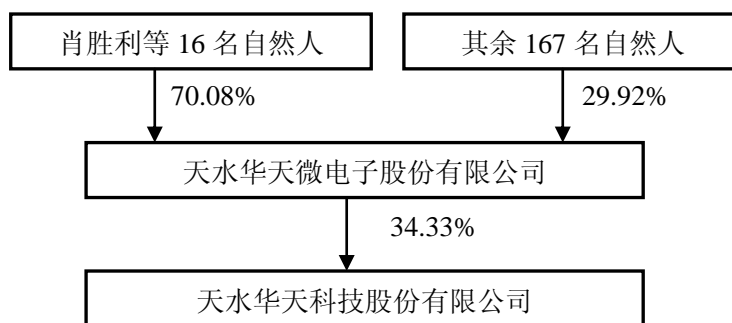 肖胜利等 16 名自然人
其余 167 名自然人
70.08%
29.92%
天水华天微电子股份有限公司
34.33%
天水华天科技股份有限公司